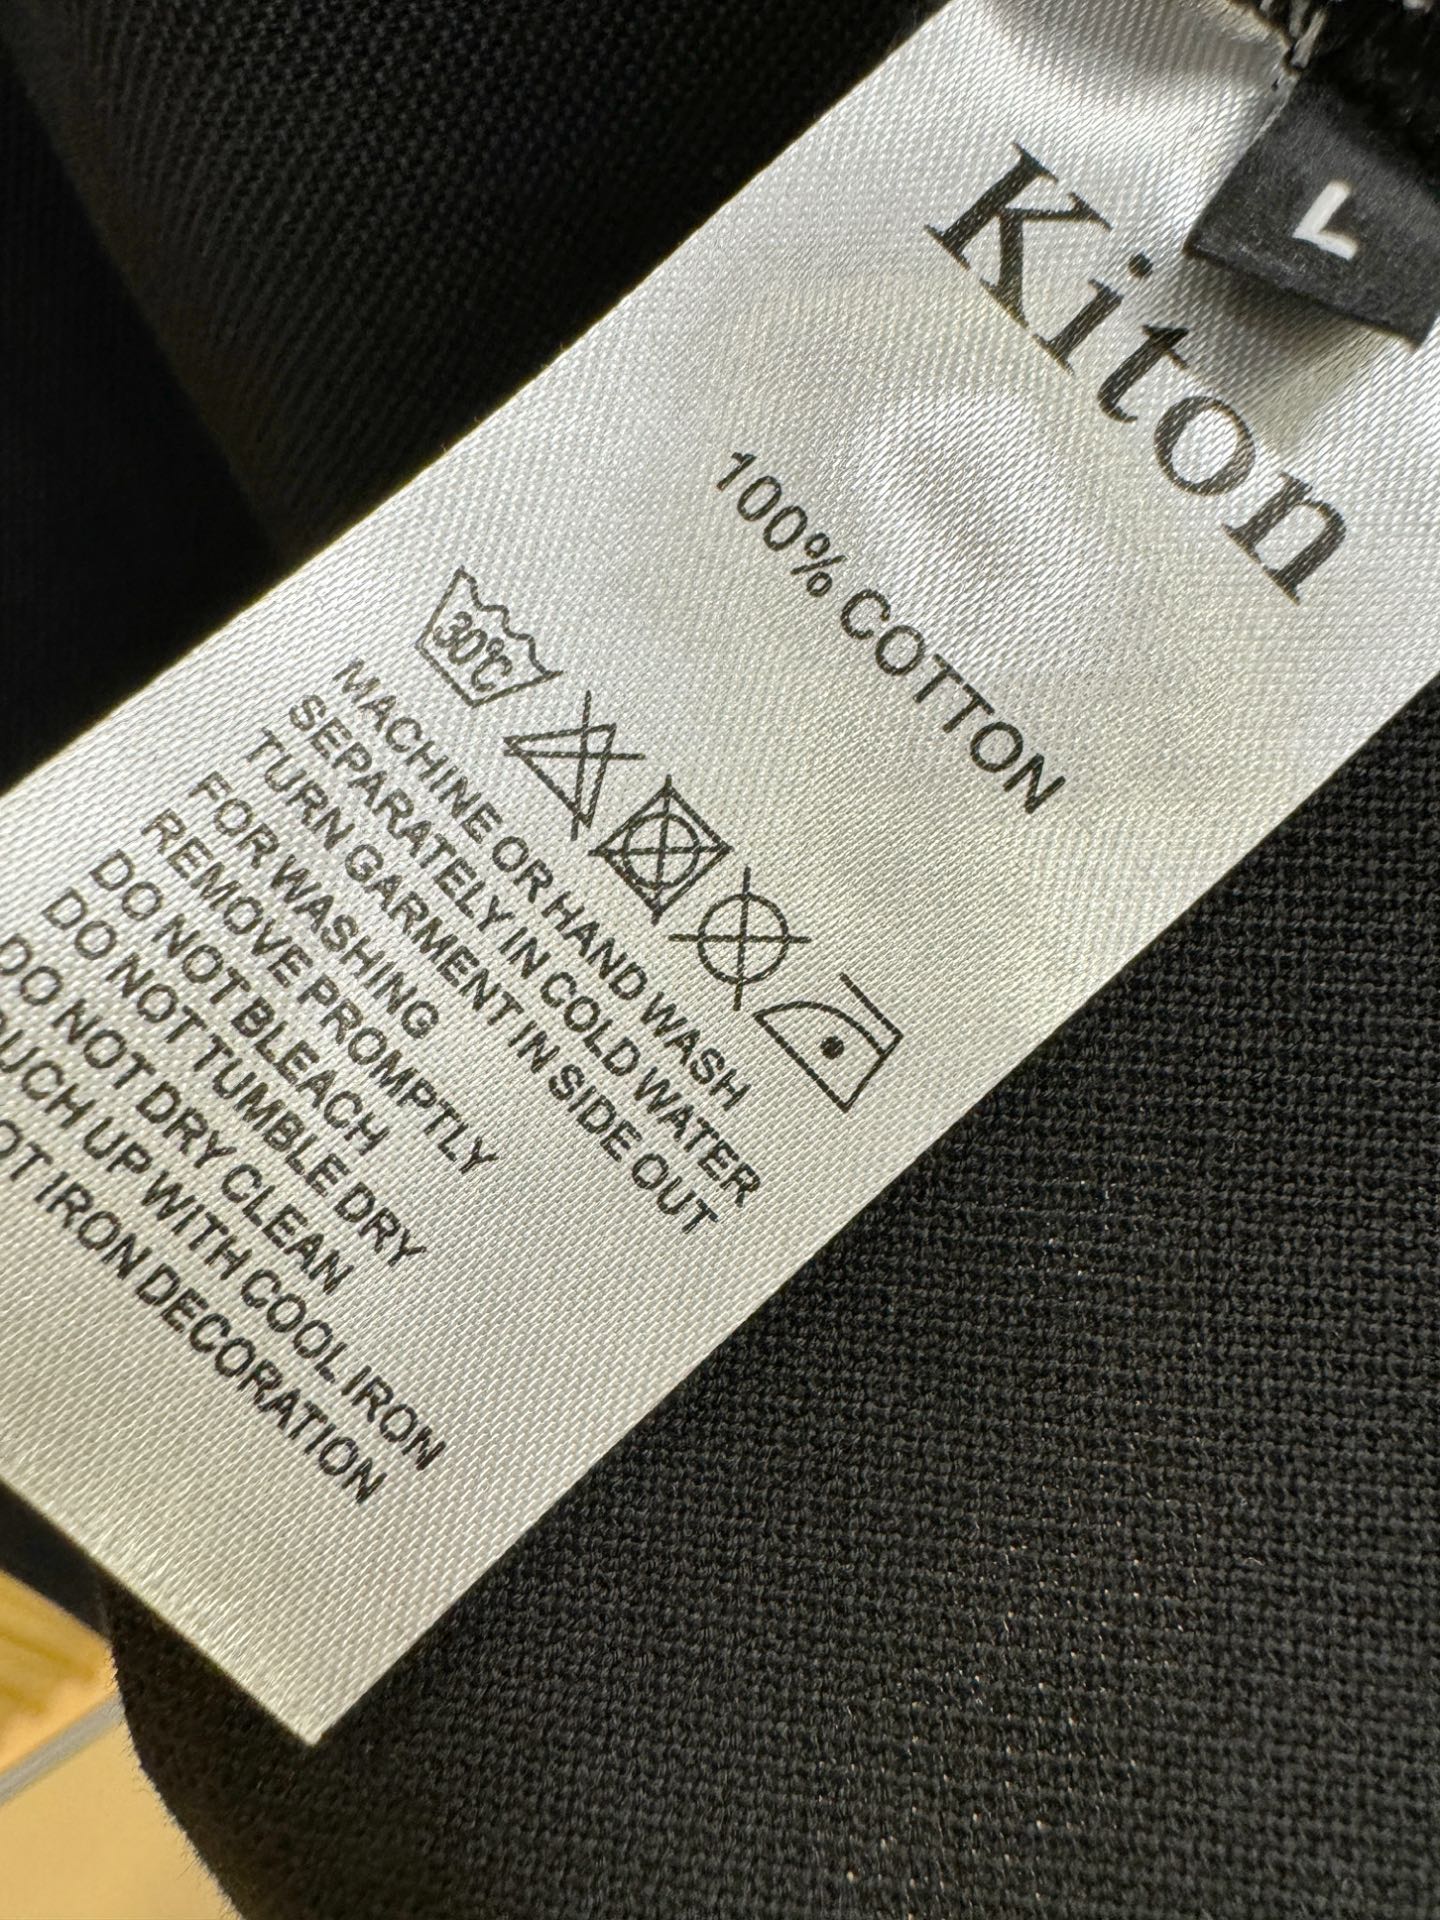 L
Kiton
100% COTTON
30°C
MACHINE OR HAND WASH
SEPARATELY IN COLD WATER
TURN GARMENT IN SIDE OUT
FOR WASHING
REMOVE PROMPTLY
DO NOT BLEACH
DO NOT TUMBLE DRY
DO NOT DRY CLEAN
UP WITH COOL IRON
IRON DECORATION